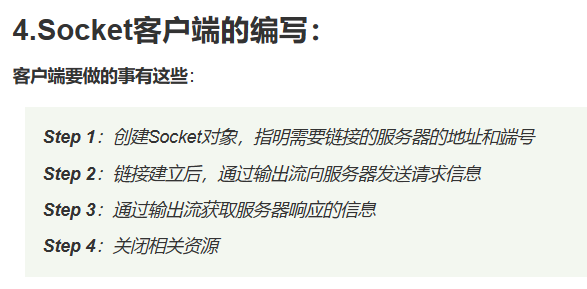 4.Socket客户端的编写：
客户端要做的事有这些：
Step 1：创建Socket对象，指明需要链接的服务器的地址和端号
Step 2：链接建立后，通过输出流向服务器发送请求信息
Step 3：通过输出流获取服务器响应的信息
Step 4：关闭相关资源